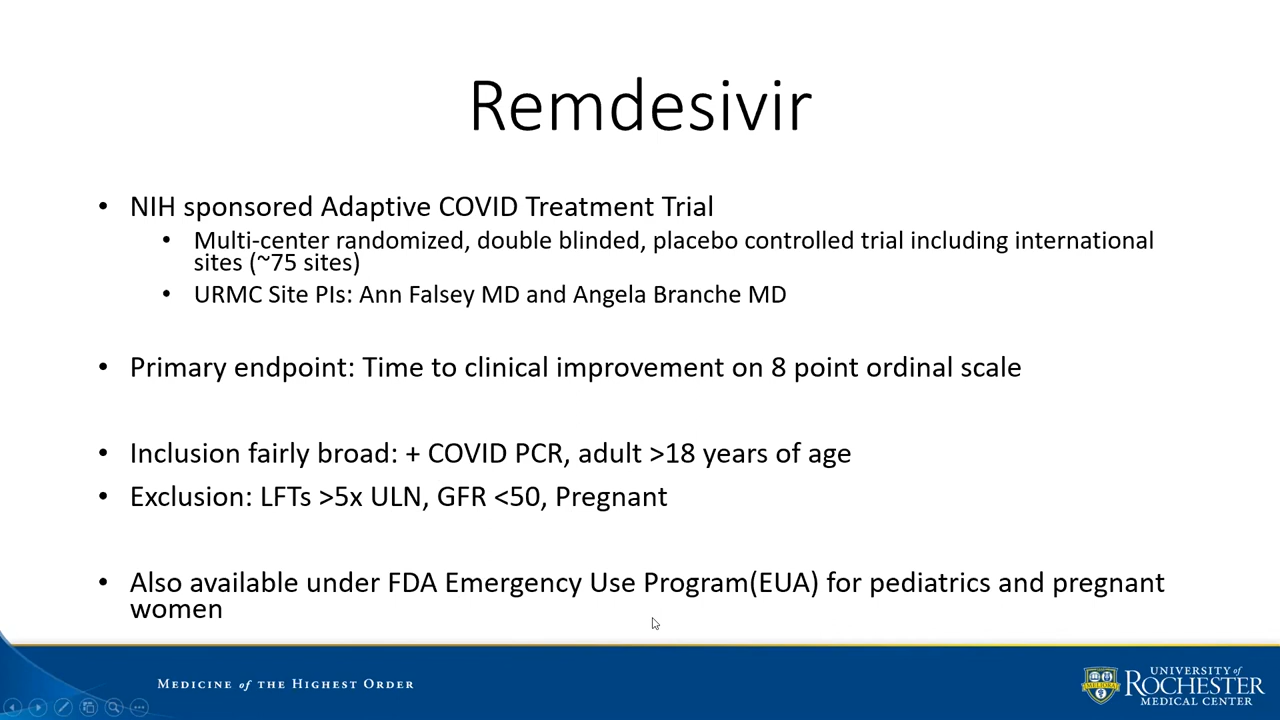 Remdesivir
• NIH sponsored Adaptive COVID Treatment Trial
• Multi-center randomized, double blinded, placebo controlled trial including international
sites (~75 sites)
• URMC Site PIs: Ann Falsey MD and Angela Branche MD
• Primary endpoint: Time to clinical improvement on 8 point ordinal scale
• Inclusion fairly broad: + COVID PCR, adult >18 years of age
• Exclusion: LFTs >5x ULN, GFR <50, Pregnant
• Also available under FDA Emergency Use Program(EUA) for pediatrics and pregnant
women
MEDICINE of THE HIGHEST ORDER
MELIORA
UNIVERSITY of
ROCHESTER
MEDICAL CENTER